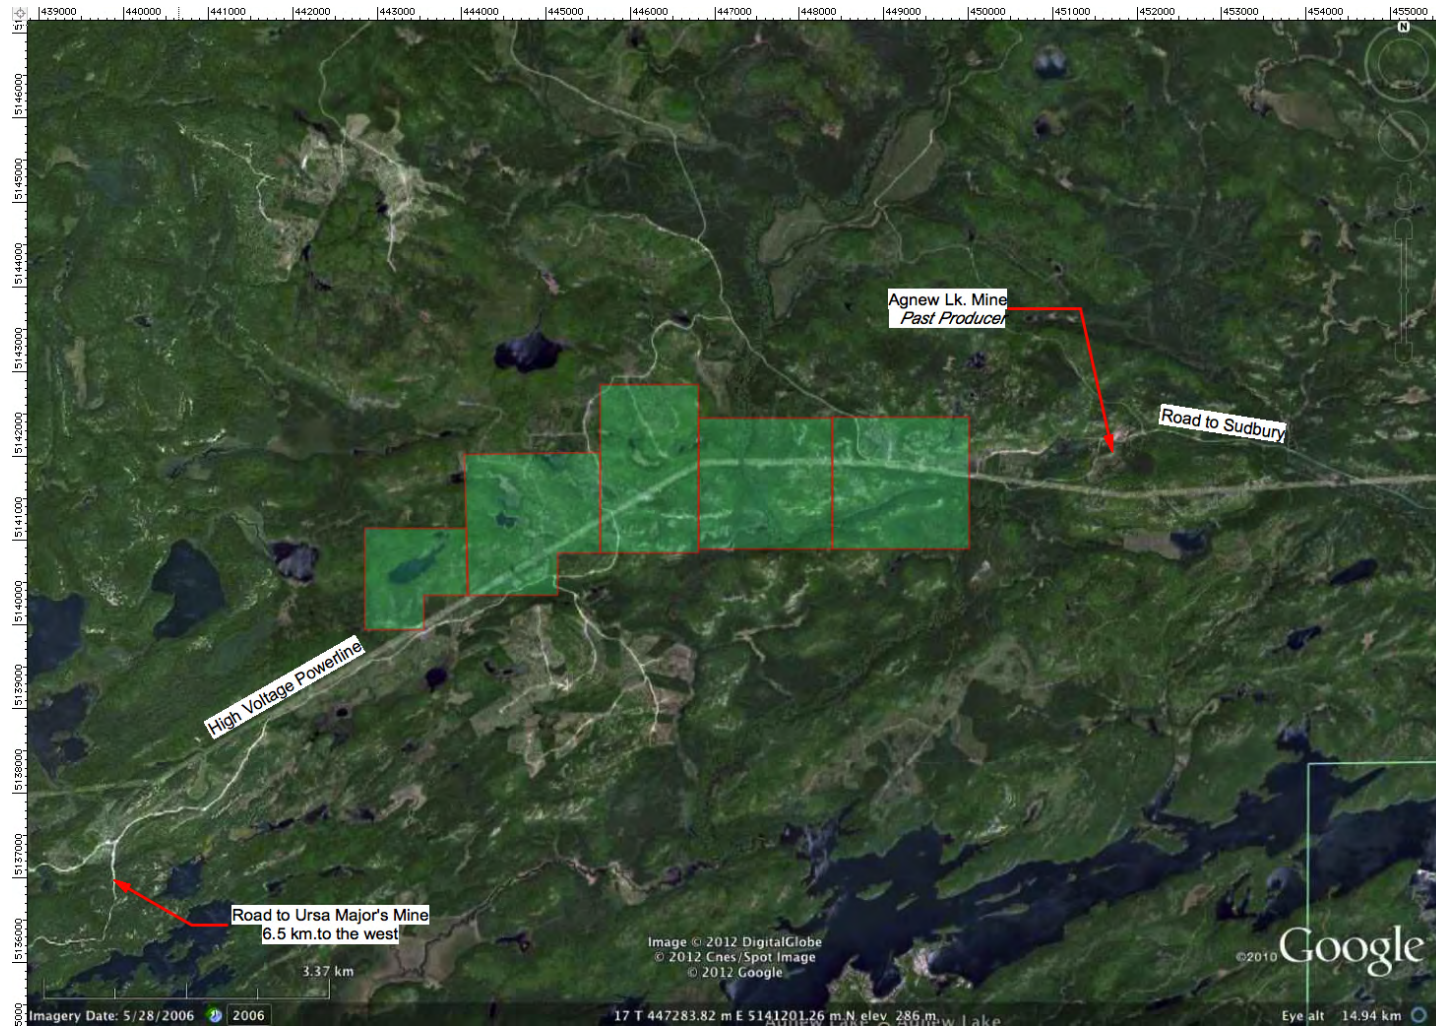 439000 440000 441000 442000 443000 444000 445000 446000 447000 448000 449000 450000 451000 452000 453000 454000 455000
N
5146000
5145000
5144000
Agnew Lk. Mine
Past Producer
5143000
5142000
Road to Sudbury
5141000
5140000
High Voltage Powerline
5139000
5138000
5137000
Road to Ursa Major's Mine
6.5 km.to the west
5136000
Image © 2012 DigitalGlobe
© 2012 Cnes/Spot Image
© 2012 Google
©2010 Google
3.37 km
Imagery Date: 5/28/2006 2006
17 T 447283.82 m E 5141201.26 m N elev 286 m
Eye alt 14.94 km
Agnew Lake Agnew Lake